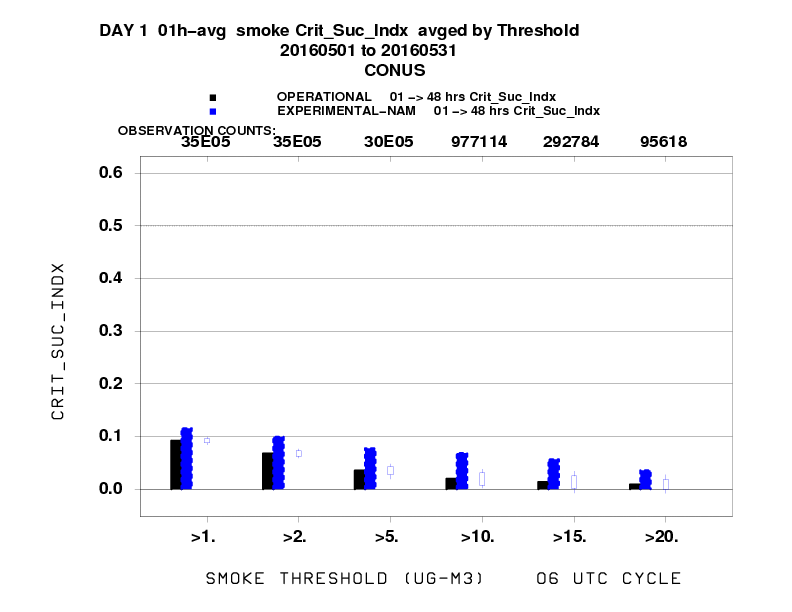 DAY 1 01h-avg smoke Crit_Suc_Indx avged by Threshold
20160501 to 20160531
CONUS
OPERATIONAL 01 -> 48 hrs Crit_Suc_Indx
EXPERIMENTAL-NAM 01 -> 48 hrs Crit_Suc_Indx
OBSERVATION COUNTS:
35E05 35E05 30E05 977114 292784 95618
0.6
0.5
0.4
0.3
0.2
0.1
0.0
CRIT_SUC_INDX
>1. >2. >5. >10. >15. >20.
SMOKE THRESHOLD (UG-M3) 06 UTC CYCLE